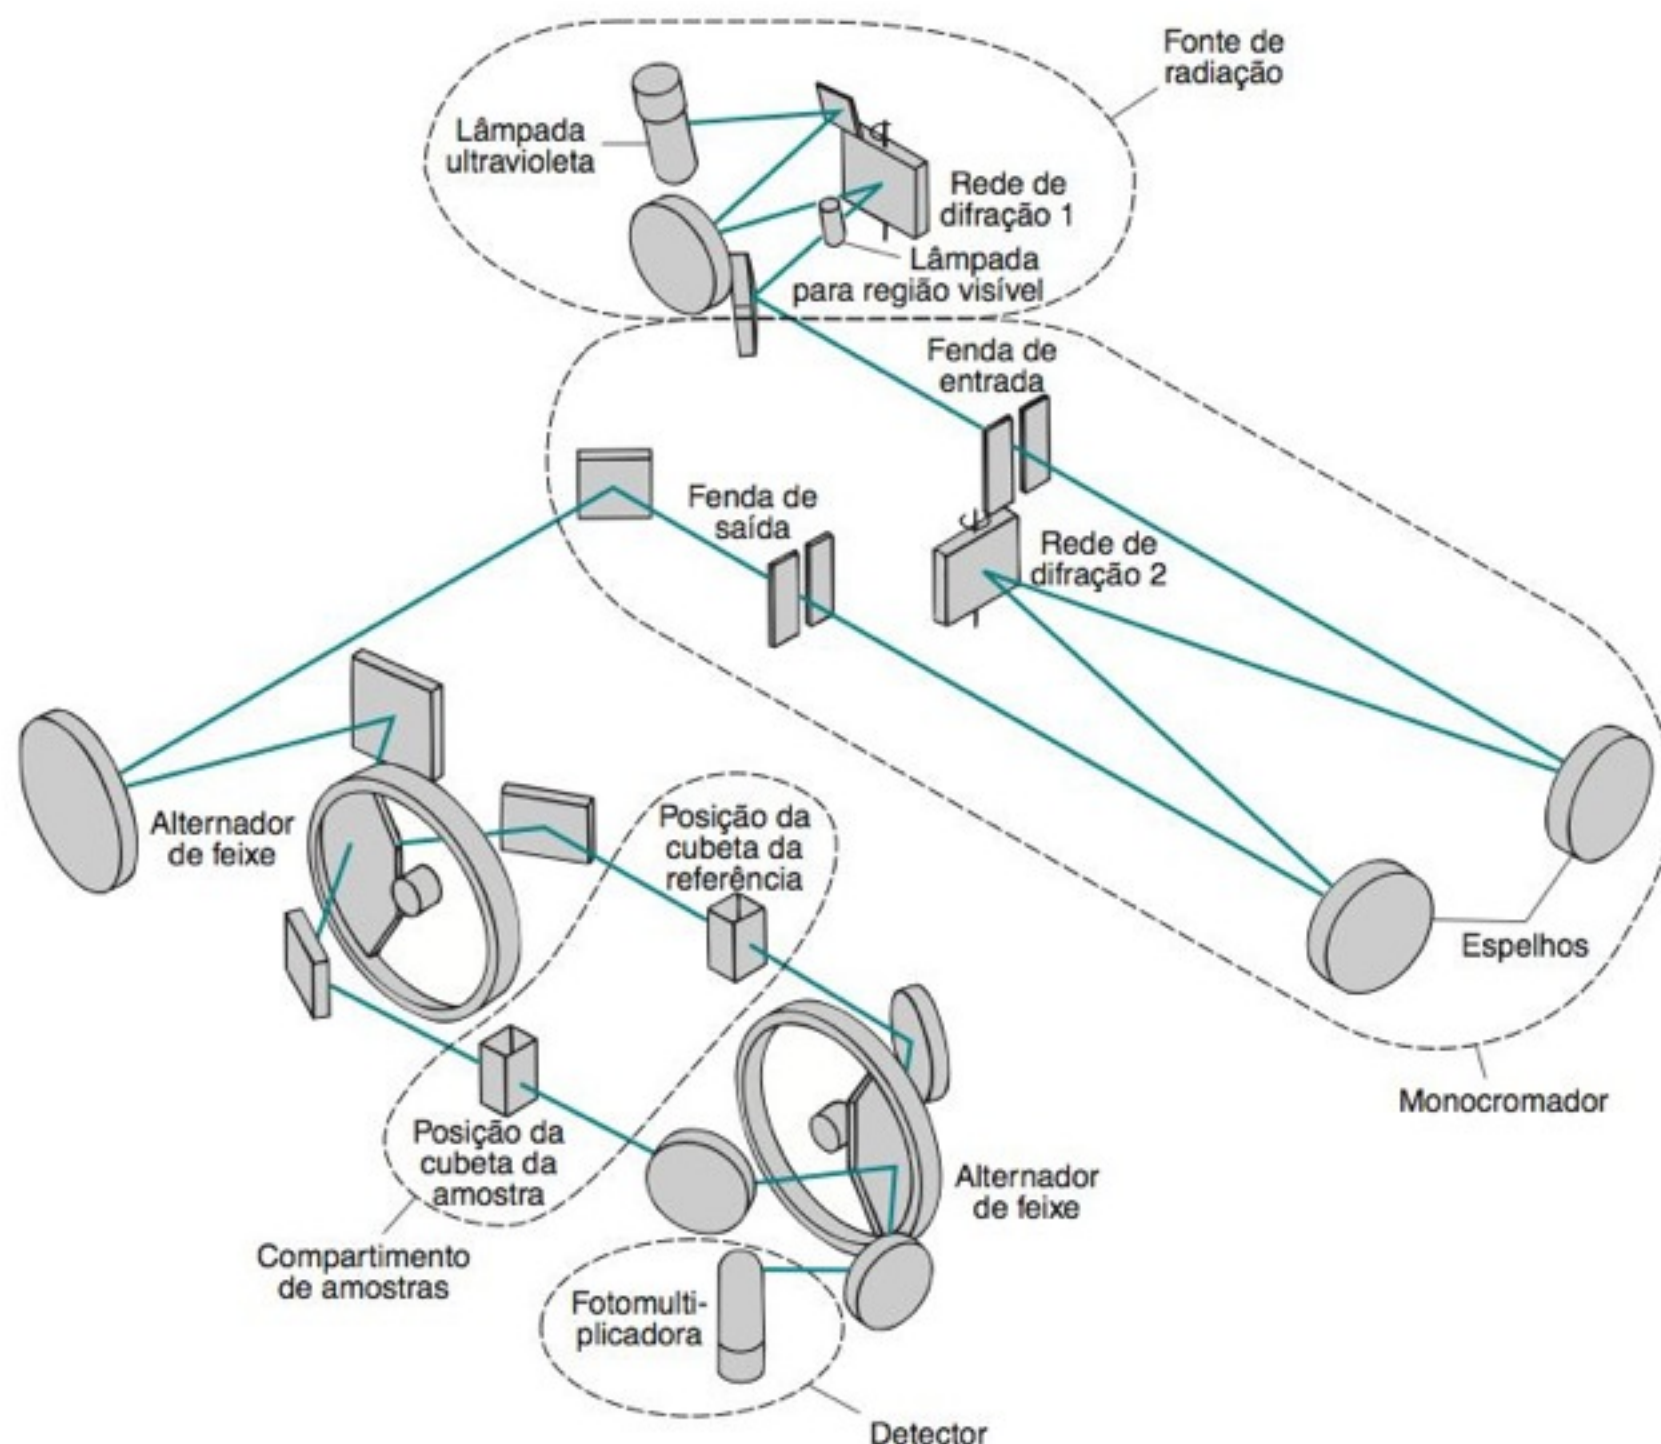 Fonte de
radiação
Lâmpada
ultravioleta
Rede de
difração 1
Lâmpada
para região visível
Fenda de
entrada
Fenda de
saída
Rede de
difração 2
Alternador
de feixe
Posição da
cubeta da
referência
Espelhos
Monocromador
Posição da
cubeta da
amostra
Alternador
de feixe
Compartimento
de amostras
Fotomulti-
plicadora
Detector